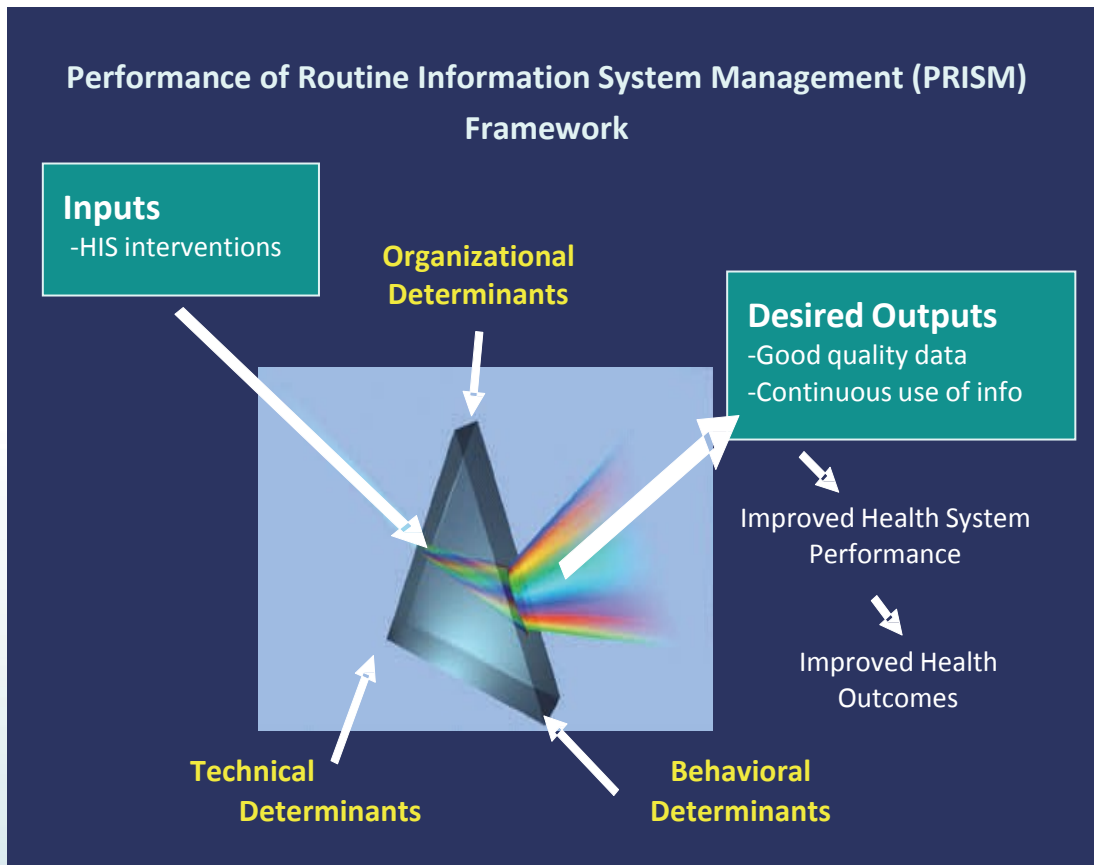 Performance of Routine Information System Management (PRISM)
Framework
Inputs
-HIS interventions
Organizational
Determinants
Desired Outputs
-Good quality data
-Continuous use of info
Improved Health System
Performance
Improved Health
Outcomes
Technical
Determinants
Behavioral
Determinants